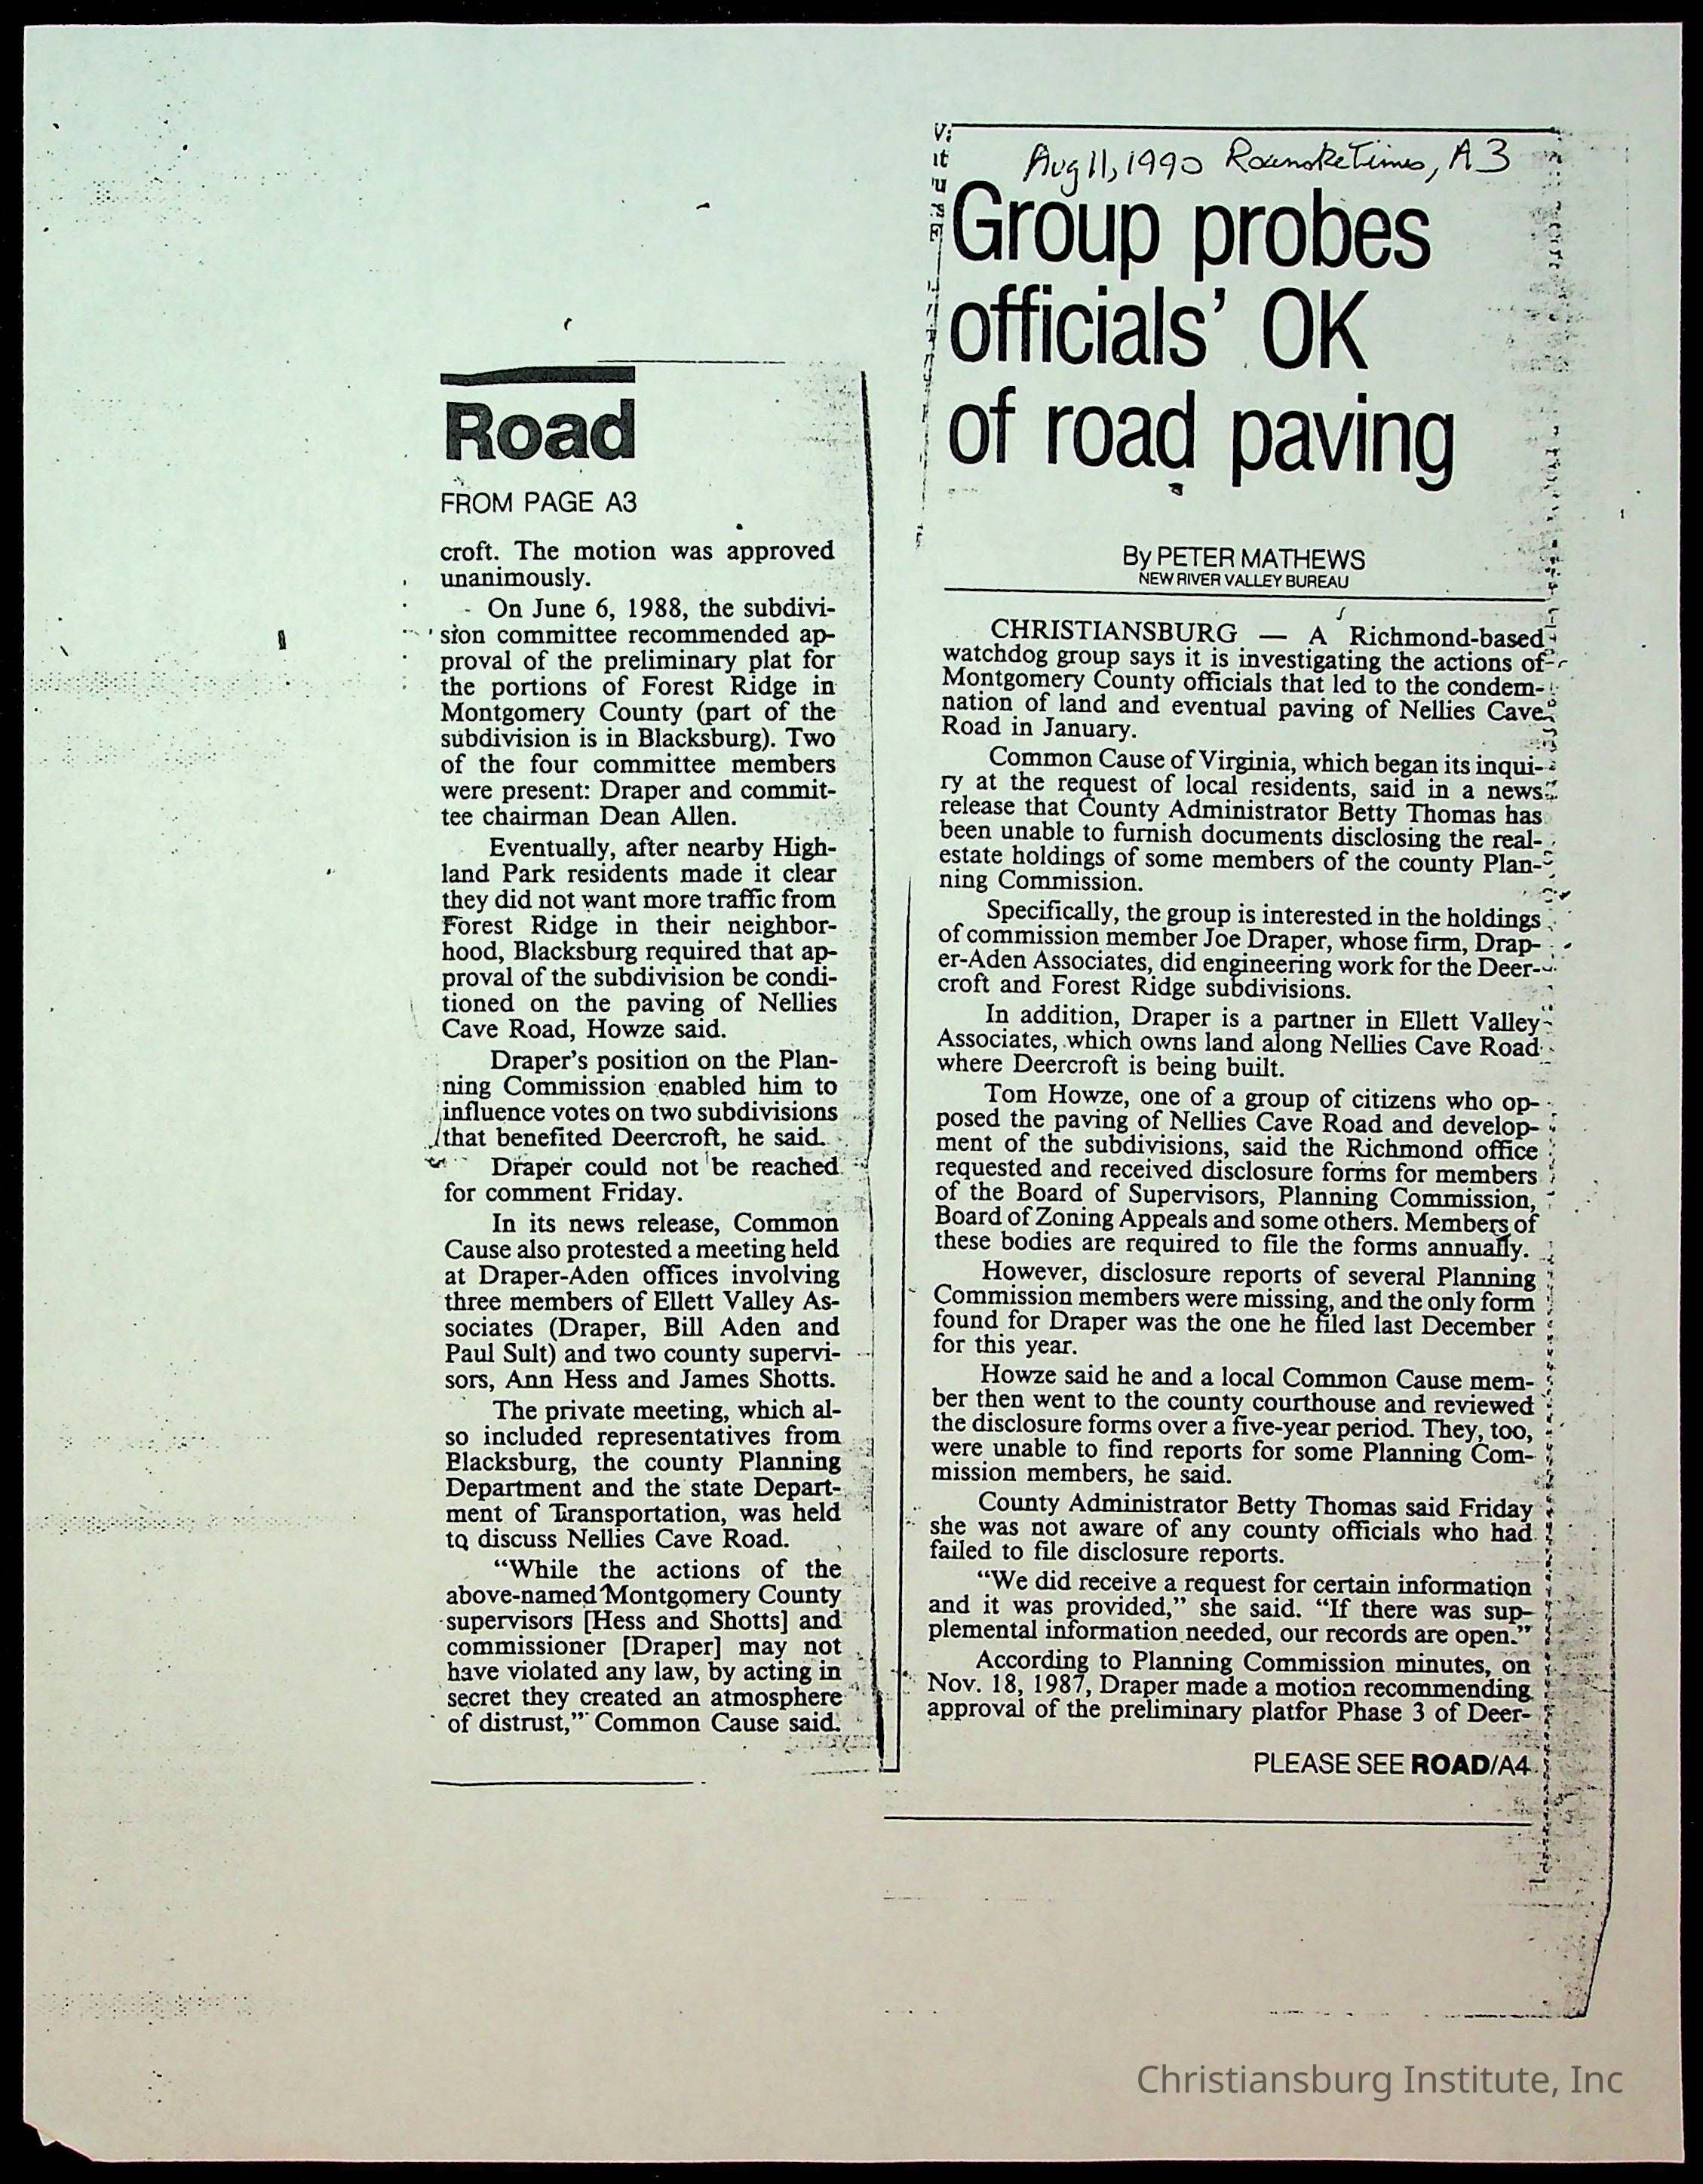 Aug 11, 1990 Roanoke Times, A3
Group probes
officials' OK
of road paving
By PETER MATHEWS
NEW RIVER VALLEY BUREAU
CHRISTIANSBURG — A Richmond-based
watchdog group says it is investigating the actions of
Montgomery County officials that led to the condem-
nation of land and eventual paving of Nellies Cave
Road in January.
Common Cause of Virginia, which began its inqui-
ry at the request of local residents, said in a news
release that County Administrator Betty Thomas has
been unable to furnish documents disclosing the real-
estate holdings of some members of the county Plan-
ning Commission.
Specifically, the group is interested in the holdings
of commission member Joe Draper, whose firm, Drap-
er-Aden Associates, did engineering work for the Deer-
croft and Forest Ridge subdivisions.
In addition, Draper is a partner in Ellett Valley
Associates, which owns land along Nellies Cave Road
where Deercroft is being built.
Tom Howze, one of a group of citizens who op-
posed the paving of Nellies Cave Road and develop-
ment of the subdivisions, said the Richmond office
requested and received disclosure forms for members
of the Board of Supervisors, Planning Commission,
Board of Zoning Appeals and some others. Members of
these bodies are required to file the forms annually.
However, disclosure reports of several Planning
Commission members were missing, and the only form
found for Draper was the one he filed last December
for this year.
Howze said he and a local Common Cause mem-
ber then went to the county courthouse and reviewed
the disclosure forms over a five-year period. They, too,
were unable to find reports for some Planning Com-
mission members, he said.
County Administrator Betty Thomas said Friday
she was not aware of any county officials who had
failed to file disclosure reports.
"We did receive a request for certain information
and it was provided," she said. "If there was sup-
plemental information needed, our records are open."
According to Planning Commission minutes, on
Nov. 18, 1987, Draper made a motion recommending
approval of the preliminary platfor Phase 3 of Deer-
PLEASE SEE ROAD/A4
Road
FROM PAGE A3
croft. The motion was approved
unanimously.
On June 6, 1988, the subdivi-
sion committee recommended ap-
proval of the preliminary plat for
the portions of Forest Ridge in
Montgomery County (part of the
subdivision is in Blacksburg). Two
of the four committee members
were present: Draper and commit-
tee chairman Dean Allen.
Eventually, after nearby High-
land Park residents made it clear
they did not want more traffic from
Forest Ridge in their neighbor-
hood, Blacksburg required that ap-
proval of the subdivision be condi-
tioned on the paving of Nellies
Cave Road, Howze said.
Draper's position on the Plan-
ning Commission enabled him to
influence votes on two subdivisions
that benefited Deercroft, he said.
Draper could not be reached
for comment Friday.
In its news release, Common
Cause also protested a meeting held
at Draper-Aden offices involving
three members of Ellett Valley As-
sociates (Draper, Bill Aden and
Paul Sult) and two county supervi-
sors, Ann Hess and James Shotts.
The private meeting, which al-
so included representatives from
Blacksburg, the county Planning
Department and the state Depart-
ment of Transportation, was held
to discuss Nellies Cave Road.
"While the actions of the
above-named Montgomery County
supervisors [Hess and Shotts] and
commissioner [Draper] may not
have violated any law, by acting in
secret they created an atmosphere
of distrust," Common Cause said.
Christiansburg Institute, Inc